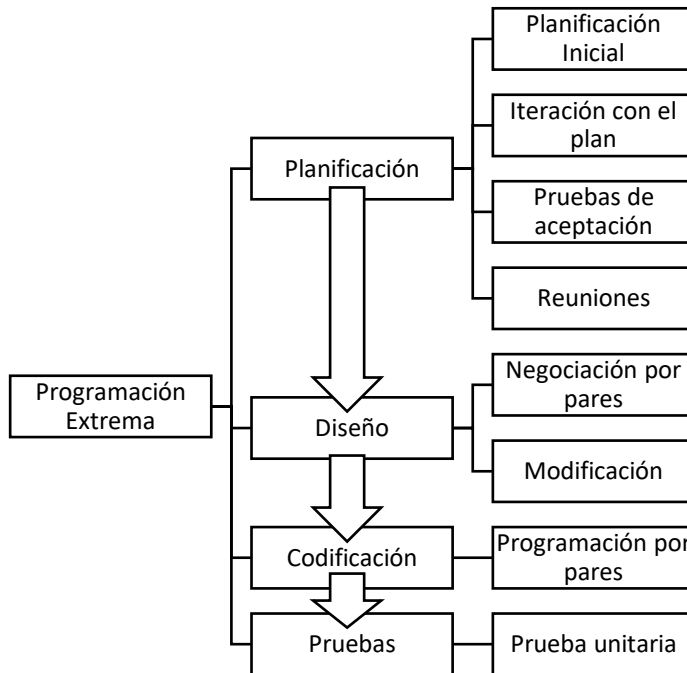 Planificación
Inicial
Iteración con el
plan
Planificación
Pruebas de
aceptación
Reuniones
Programación
Extrema
Negociación por
pares
Diseño
Modificación
Codificación
Programación por
pares
Pruebas
Prueba unitaria